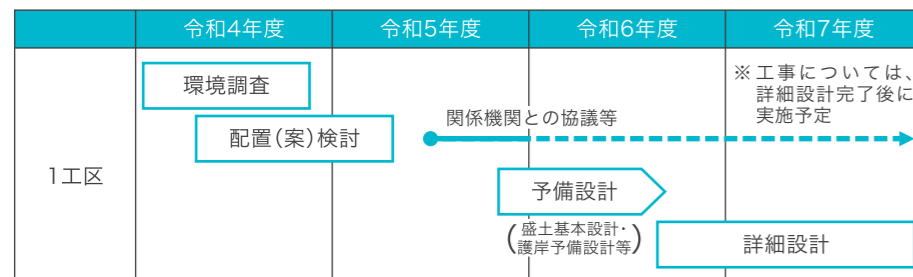 令和4年度 令和5年度 令和6年度 令和7年度
1工区
環境調査
配置(案)検討
関係機関との協議等
※工事については、
詳細設計完了後に
実施予定
予備設計
(盛土基本設計・
護岸予備設計等)
詳細設計